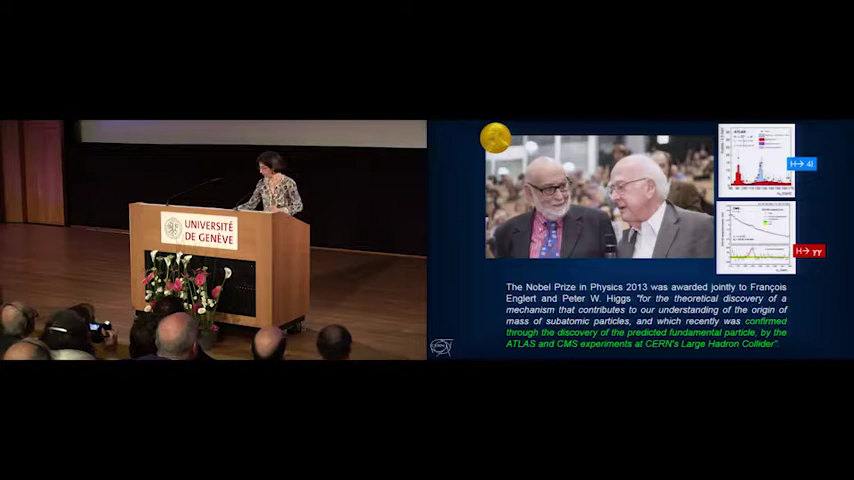 UNIVERSITÉ
DE GENÈVE
ATLAS
H→ 4l
CMS
H→ γγ
The Nobel Prize in Physics 2013 was awarded jointly to François
Englert and Peter W. Higgs "for the theoretical discovery of a
mechanism that contributes to our understanding of the origin of
mass of subatomic particles, and which recently was confirmed
through the discovery of the predicted fundamental particle, by the
ATLAS and CMS experiments at CERN's Large Hadron Collider".
CERN